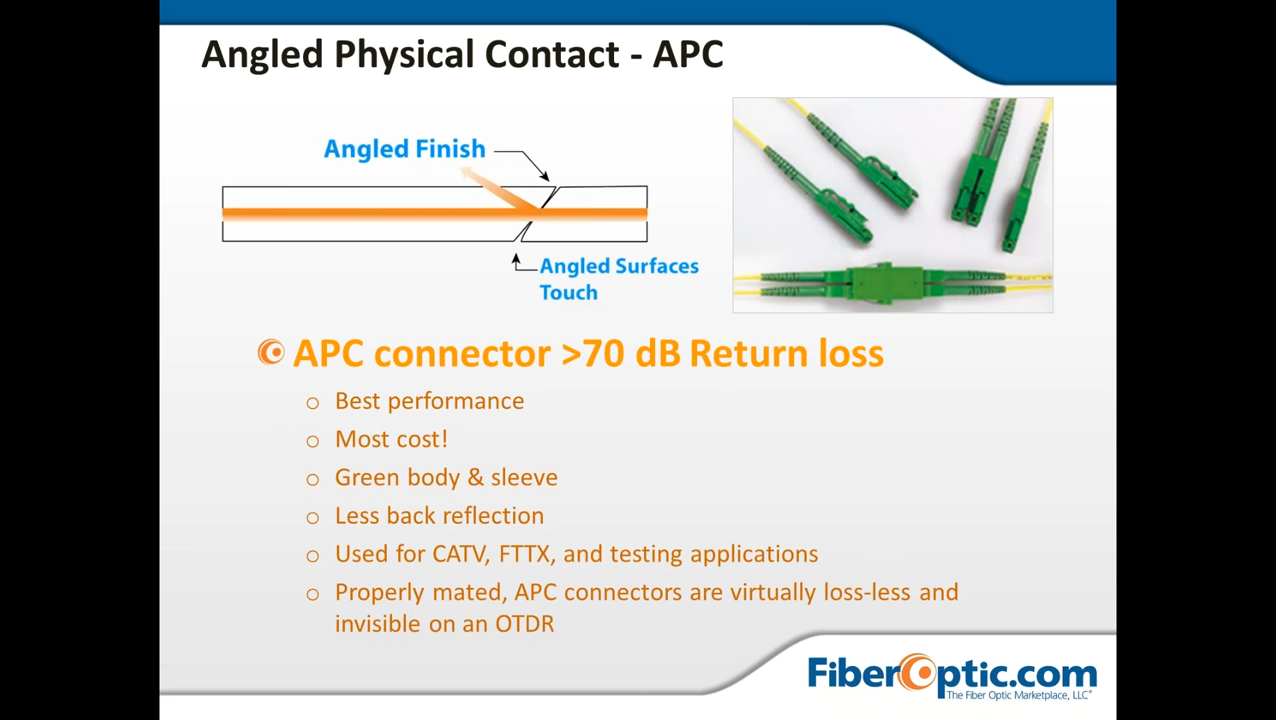 Angled Physical Contact - APC
Angled Finish
Angled Surfaces
Touch
APC connector >70 dB Return loss
o Best performance
o Most cost!
o Green body & sleeve
o Less back reflection
o Used for CATV, FTTX, and testing applications
o Properly mated, APC connectors are virtually loss-less and
invisible on an OTDR
FiberOptic.com
The Fiber Optic Marketplace, LLC®